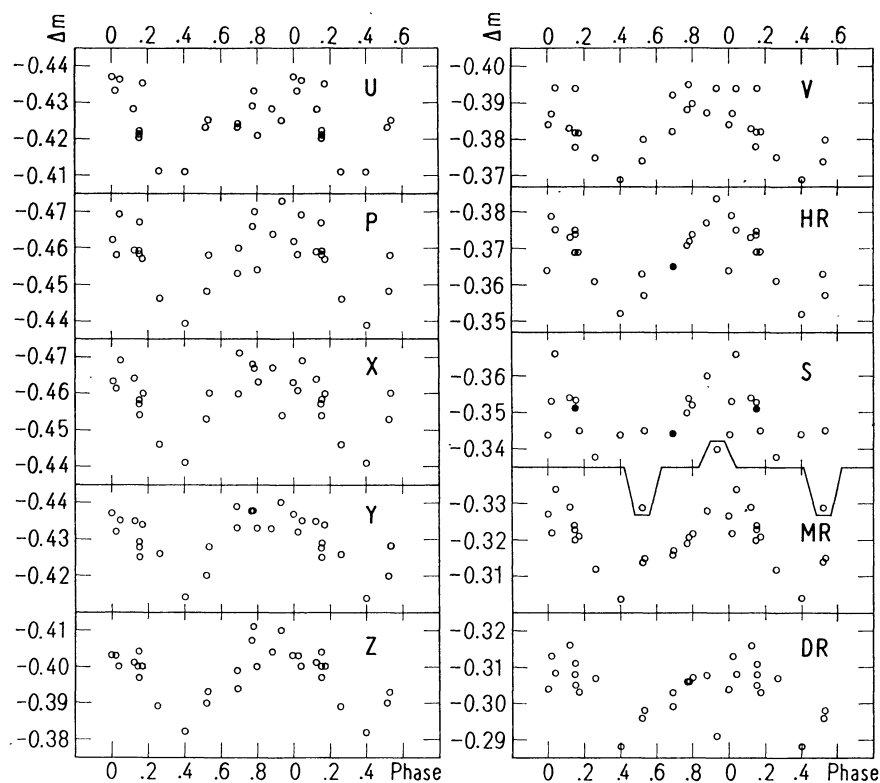 Δm 0 .2 .4 .6 .8 0 .2 .4 .6
-0.44
-0.43
-0.42
-0.41
U
-0.47
-0.46
-0.45
-0.44
P
-0.47
-0.46
-0.45
-0.44
X
-0.44
-0.43
-0.42
Y
-0.41
-0.40
-0.39
-0.38
Z
0 .2 .4 .6 .8 0 .2 .4 Phase
Δm 0 .2 .4 .6 .8 0 .2 .4 .6
-0.40
-0.39
-0.38
-0.37
V
-0.38
-0.37
-0.36
-0.35
HR
-0.36
-0.35
-0.34
S
-0.33
-0.32
-0.31
MR
-0.32
-0.31
-0.30
-0.29
DR
0 .2 .4 .6 .8 0 .2 .4 Phase